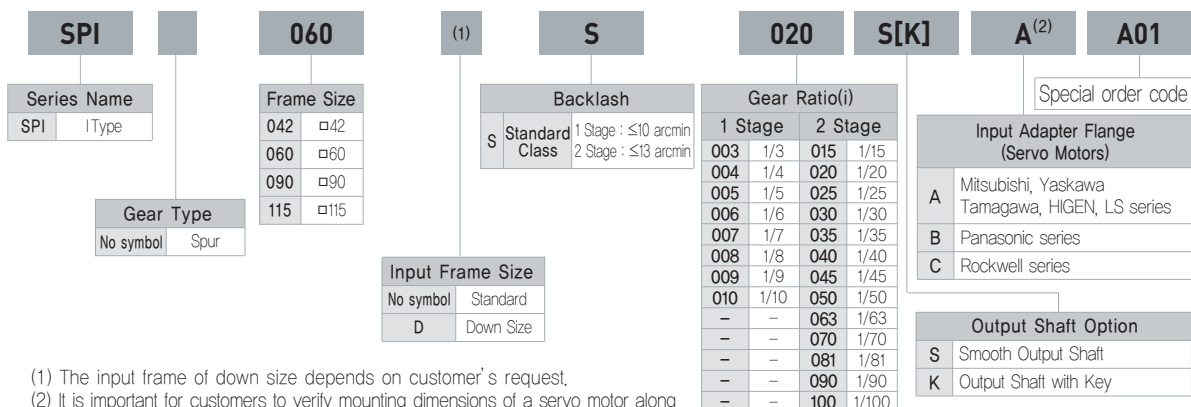 SPI 060 (1) S 020 S[K] A(2) A01
Series Name
SPI I Type
Gear Type
No symbol Spur
Frame Size
042 □42
060 □60
090 □90
115 □115
Input Frame Size
No symbol Standard
D Down Size
Backlash
S Standard Class 1 Stage : ≤10 arcmin
2 Stage : ≤13 arcmin
Gear Ratio(i)
1 Stage 2 Stage
003 1/3 015 1/15
004 1/4 020 1/20
005 1/5 025 1/25
006 1/6 030 1/30
007 1/7 035 1/35
008 1/8 040 1/40
009 1/9 045 1/45
010 1/10 050 1/50
– – 063 1/63
– – 070 1/70
– – 081 1/81
– – 090 1/90
– – 100 1/100
Special order code
Input Adapter Flange
(Servo Motors)
A Mitsubishi, Yaskawa
Tamagawa, HIGEN, LS series
B Panasonic series
C Rockwell series
Output Shaft Option
S Smooth Output Shaft
K Output Shaft with Key
(1) The input frame of down size depends on customer's request.
(2) It is important for customers to verify mounting dimensions of a servo motor along